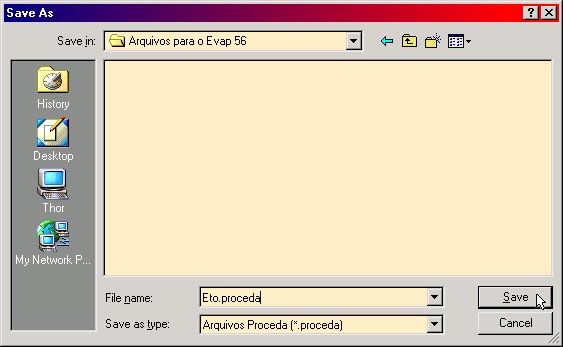 Save As
Save in:
Arquivos para o Evap 56
History
Desktop
Thor
My Network P...
File name:
Eto.proceda
Save
Save as type:
Arquivos Proceda (*.proceda)
Cancel